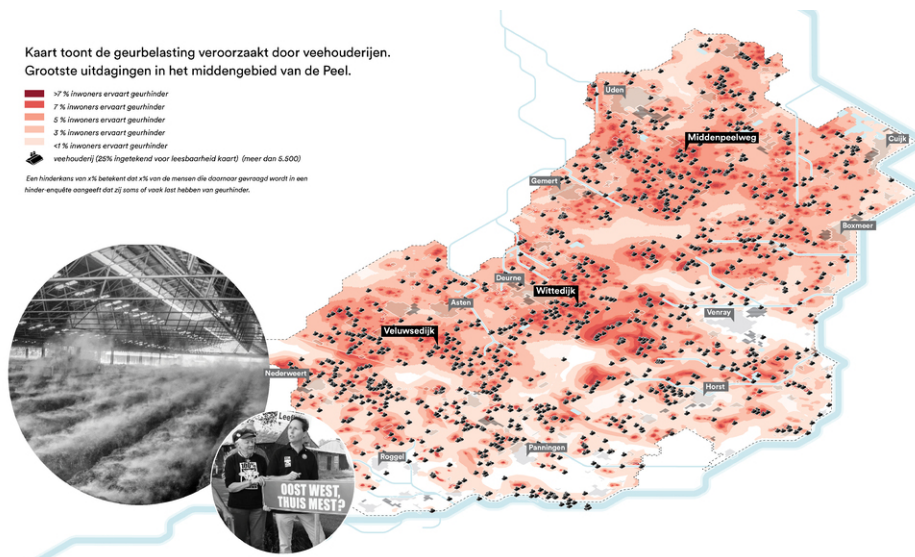 Kaart toont de geurbelasting veroorzaakt door veehouderijen.
Grootste uitdagingen in het middengebied van de Peel.
>7 % inwoners ervaart geurhinder
7 % inwoners ervaart geurhinder
5 % inwoners ervaart geurhinder
3 % inwoners ervaart geurhinder
<1 % inwoners ervaart geurhinder
veehouderij (25% ingetekend voor leesbaarheid kaart) (meer dan 5.500)
Een hinderkans van x% betekent dat x% van de mensen die daarnaar gevraagd wordt in een
hinder-enquête aangeeft dat zij soms of vaak last hebben van geurhinder.
Uden
Middenpeelweg
Cuijk
Gemert
Boxmeer
Deurne
Wittedijk
Asten
Venray
Veluwsedijk
Nederweert
Horst
Panningen
Roggel
OOST WEST,
THUIS MEST?